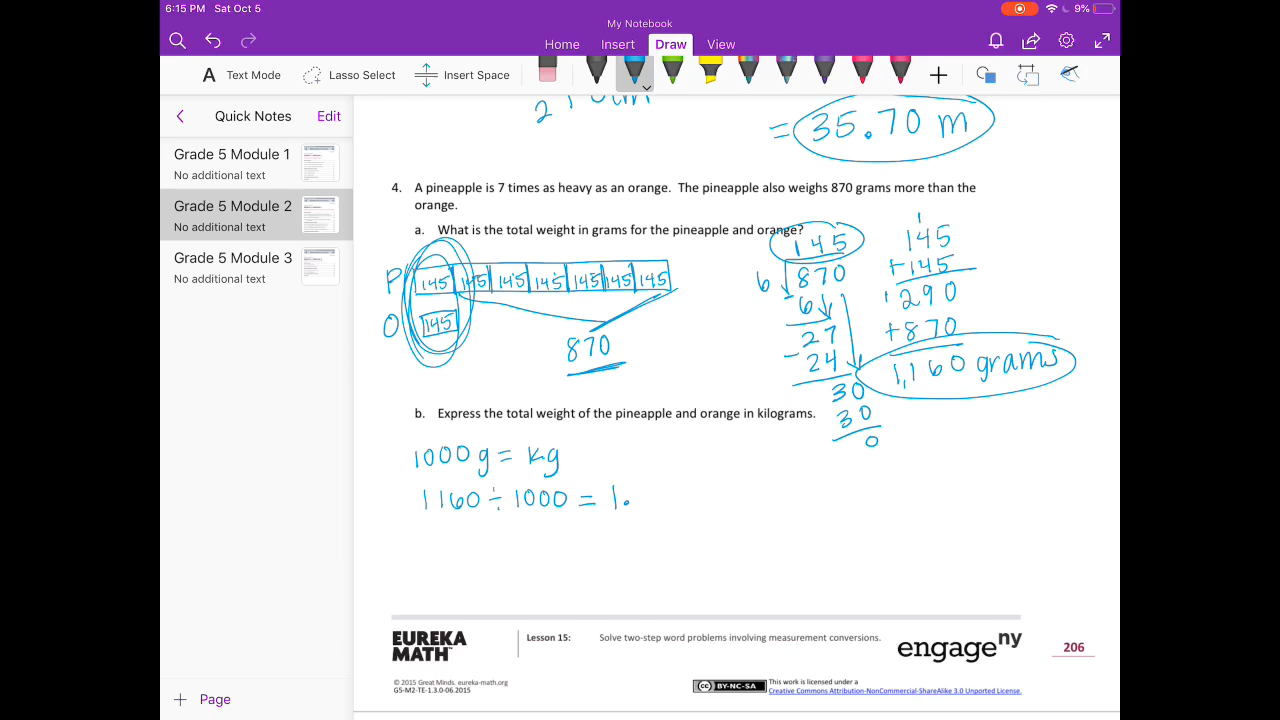 6:15 PM Sat Oct 5
9%
My Notebook
Home Insert Draw View
A Text Mode Lasso Select Insert Space
Quick Notes Edit
Grade 5 Module 1
No additional text
Grade 5 Module 2
No additional text
Grade 5 Module 3
No additional text
+ Page
= 35.70 m
4. A pineapple is 7 times as heavy as an orange. The pineapple also weighs 870 grams more than the
orange.
a. What is the total weight in grams for the pineapple and orange?
P 145 145 145 145 145 145 145
O 145
870
145
6 870
- 6
27
- 24
30
30
0
1
145
+145
1 290
+870
1,160 grams
b. Express the total weight of the pineapple and orange in kilograms.
1000 g = kg
1160 ÷ 1000 = 1.
EUREKA
MATH™
Lesson 15: Solve two-step word problems involving measurement conversions.
engageny
206
© 2015 Great Minds. eureka-math.org
G5-M2-TE-1.3.0-06.2015
CC BY-NC-SA
This work is licensed under a
Creative Commons Attribution-NonCommercial-ShareAlike 3.0 Unported License.